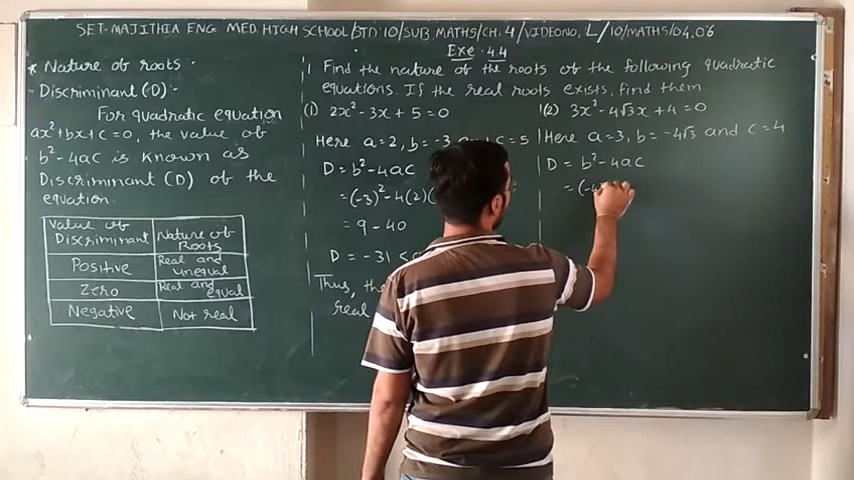 SET-MAJITHIA ENG MED. HIGH SCHOOL/STD:10/SUB MATHS/CH. 4/VIDEO NO. L/10/MATHS/04.06
Exe 4.4
* Nature of roots:
- Discriminant (D) -
For quadratic equation
ax²+bx+c=0, the value of
b²-4ac is known as
Discriminant (D) of the
equation.
Value of Discriminant | Nature of Roots
Positive | Real and unequal
Zero | Real and equal
Negative | Not real
1 Find the nature of the roots of the following quadratic
equations. If the real roots exists, find them
(1) 2x²-3x+5=0
Here a=2, b=-3 c=5
D = b²-4ac
= (-3)²-4(2)(
= 9-40
D = -31 <
Thus, the
real
(2) 3x²-4√3x+4=0
Here a=3, b=-4√3 and c=4
D = b²-4ac
= (-4